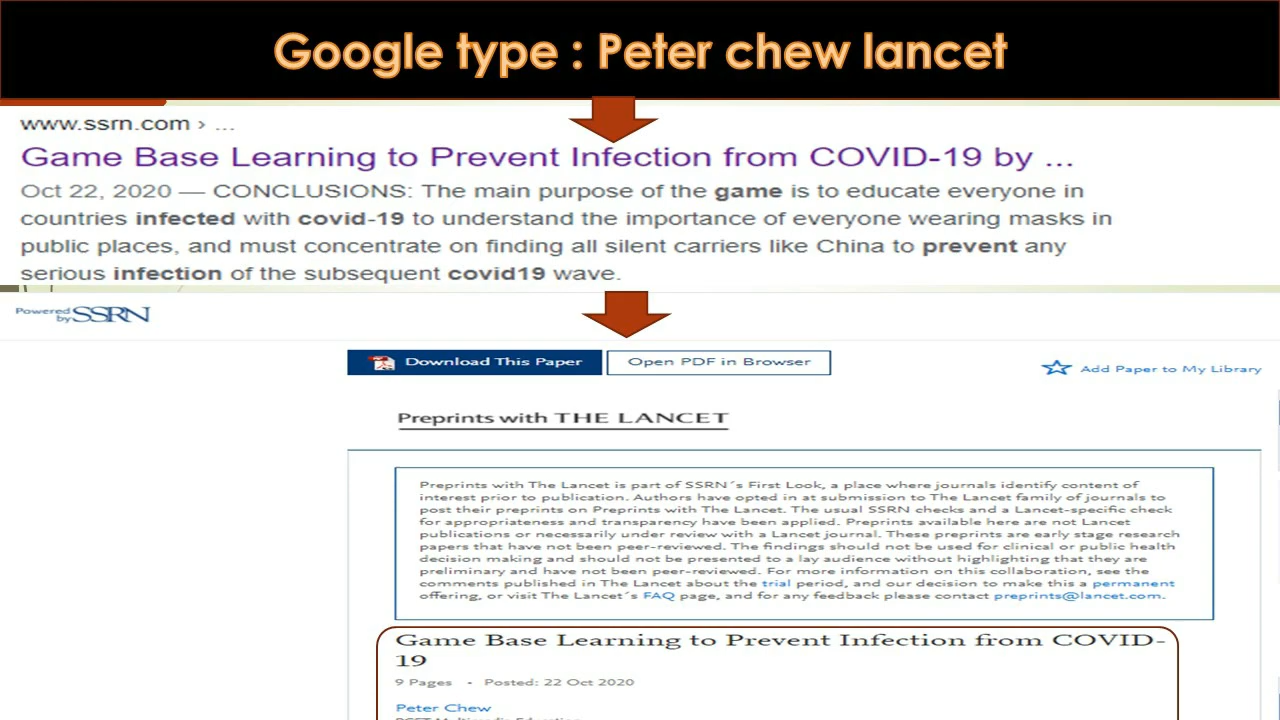 Google type : Peter chew lancet
www.ssrn.com › ...
Game Base Learning to Prevent Infection from COVID-19 by ...
Oct 22, 2020 — CONCLUSIONS: The main purpose of the game is to educate everyone in
countries infected with covid-19 to understand the importance of everyone wearing masks in
public places, and must concentrate on finding all silent carriers like China to prevent any
serious infection of the subsequent covid19 wave.
Powered by SSRN
Download This Paper
Open PDF in Browser
Add Paper to My Library
Preprints with THE LANCET
Preprints with The Lancet is part of SSRN´s First Look, a place where journals identify content of
interest prior to publication. Authors have opted in at submission to The Lancet family of journals to
post their preprints on Preprints with The Lancet. The usual SSRN checks and a Lancet-specific check
for appropriateness and transparency have been applied. Preprints available here are not Lancet
publications or necessarily under review with a Lancet journal. These preprints are early stage research
papers that have not been peer-reviewed. The findings should not be used for clinical or public health
decision making and should not be presented to a lay audience without highlighting that they are
preliminary and have not been peer-reviewed. For more information on this collaboration, see the
comments published in The Lancet about the trial period, and our decision to make this a permanent
offering, or visit The Lancet´s FAQ page, and for any feedback please contact preprints@lancet.com.
Game Base Learning to Prevent Infection from COVID-
19
9 Pages • Posted: 22 Oct 2020
Peter Chew